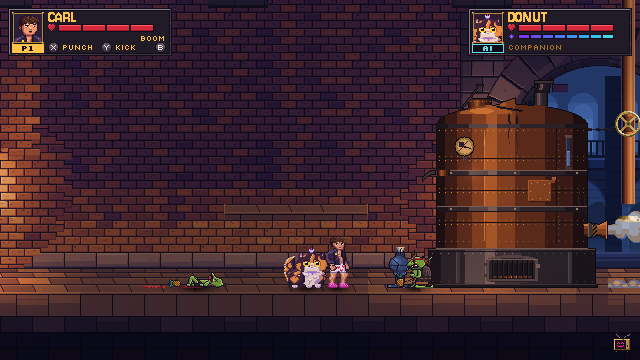 CARL
BOOM
P1
X PUNCH Y KICK B
DONUT
AI
COMPANION